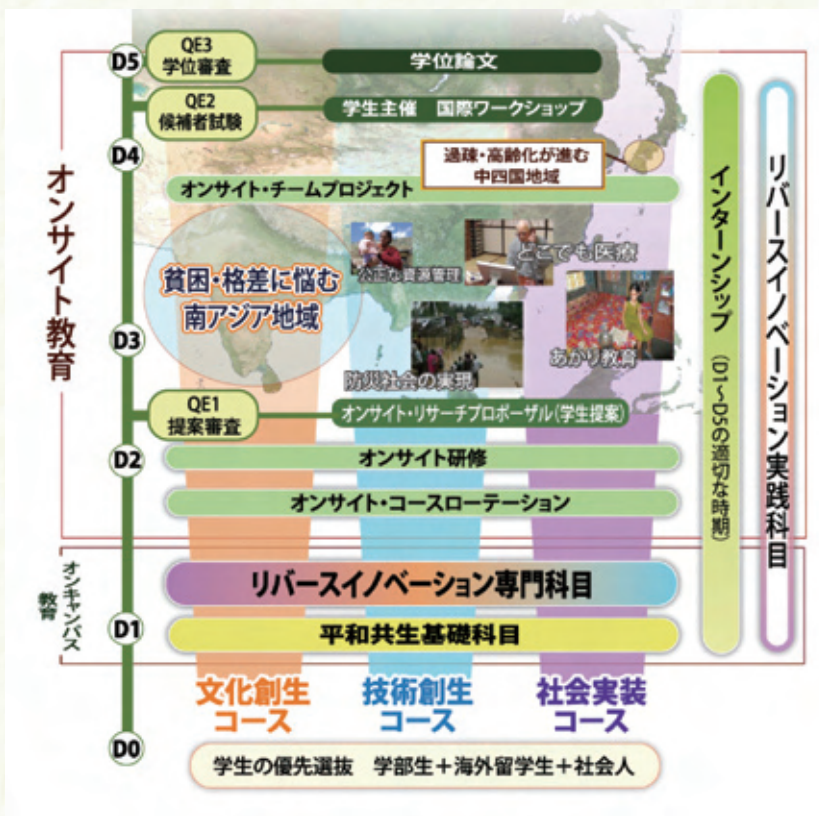 D5
QE3
学位審査
学位論文
QE2
候補者試験
学生主催 国際ワークショップ
D4
過疎・高齢化が進む
中四国地域
オンサイト・チームプロジェクト
オンサイト教育
貧困・格差に悩む
南アジア地域
公正な資源管理
どこでも医療
防災社会の実現
あかり教育
D3
QE1
提案審査
オンサイト・リサーチプロポーザル(学生提案)
D2
オンサイト研修
オンサイト・コースローテーション
インターンシップ (D1~D5の適切な時期)
リバースイノベーション実践科目
オンキャンパス
教育
リバースイノベーション専門科目
D1
平和共生基礎科目
文化創生
コース
技術創生
コース
社会実装
コース
D0
学生の優先選抜 学部生+海外留学生+社会人